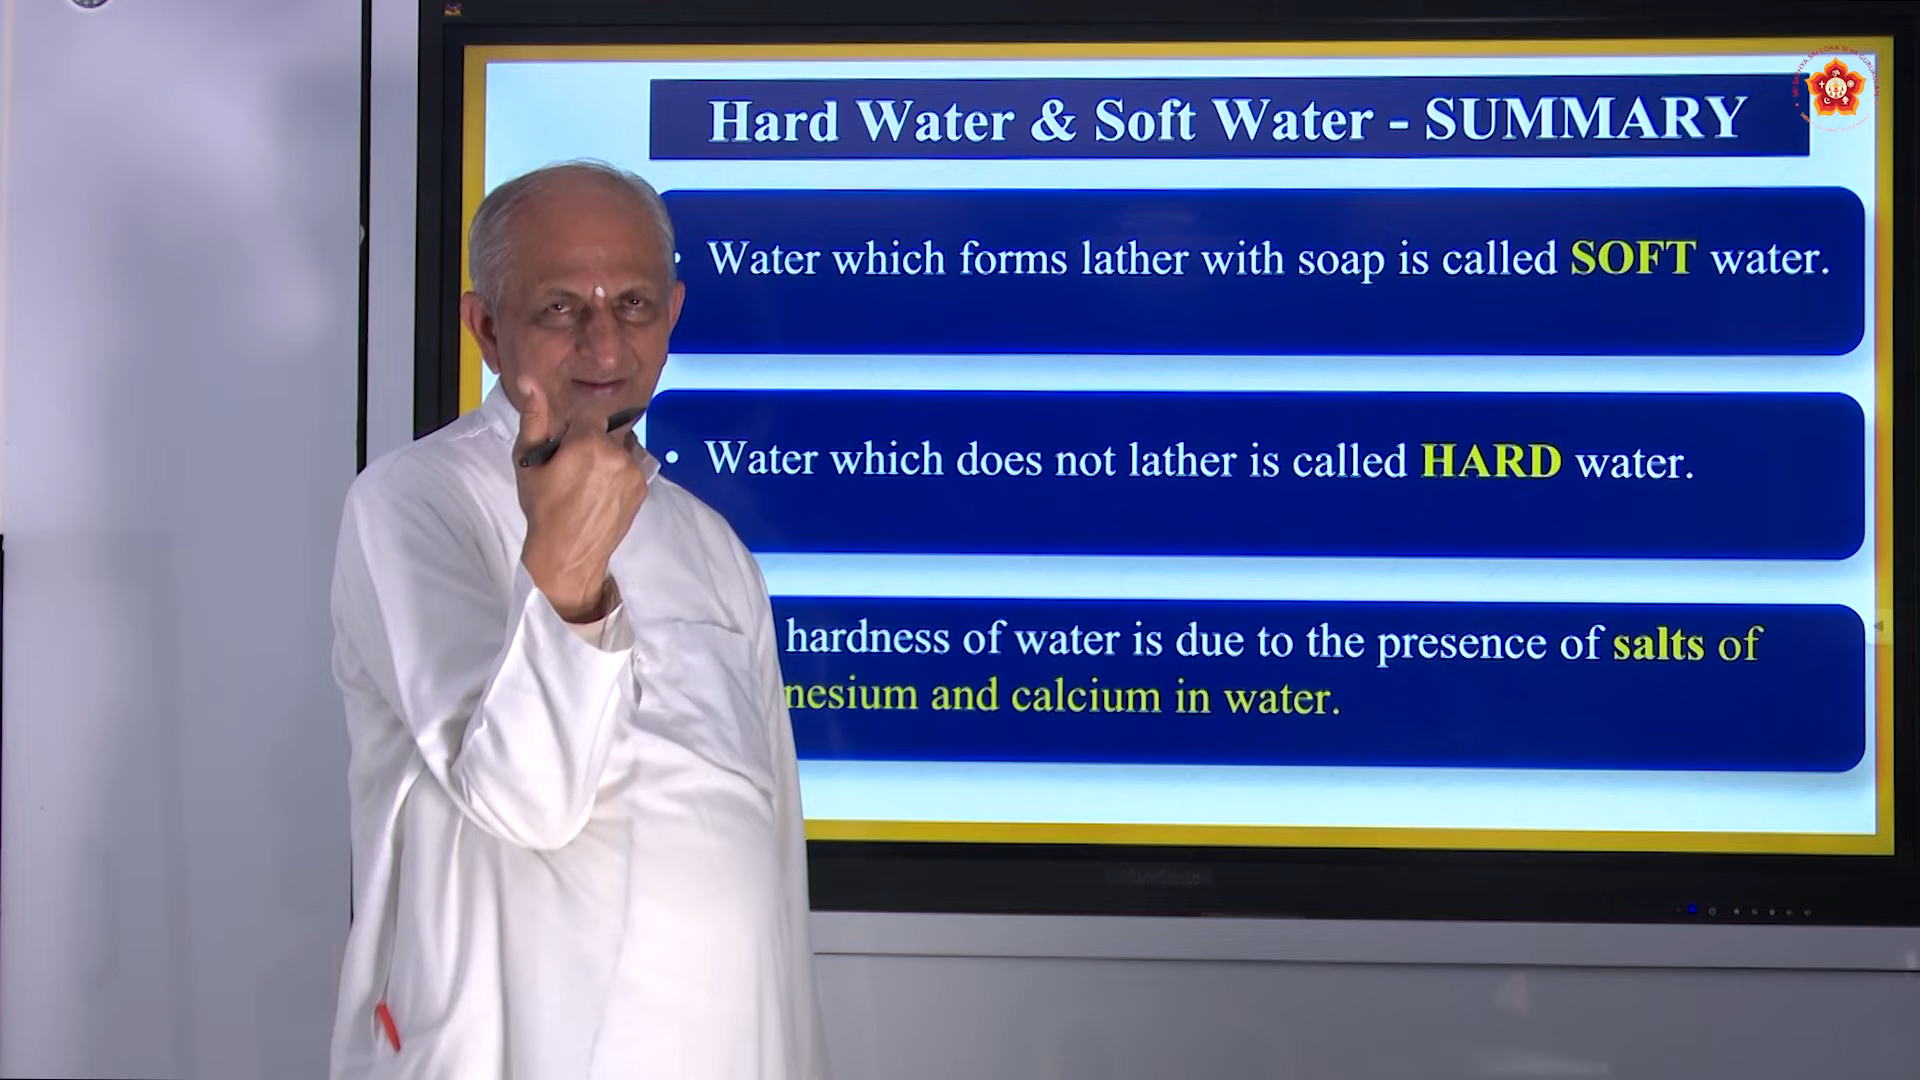 Hard Water & Soft Water - SUMMARY
• Water which forms lather with soap is called SOFT water.
• Water which does not lather is called HARD water.
hardness of water is due to the presence of salts of
nesium and calcium in water.